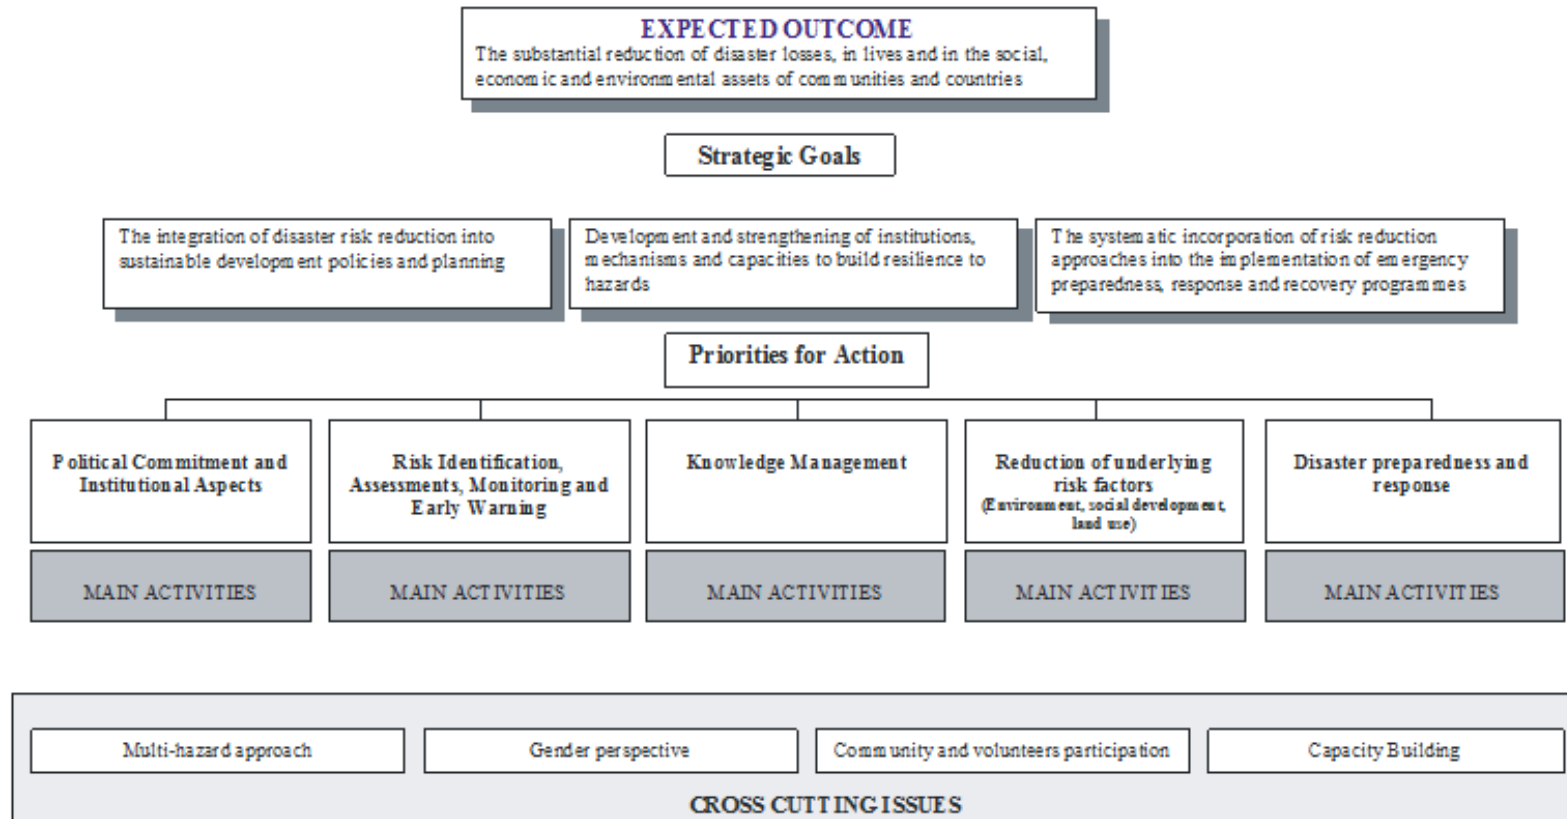 EXPECTED OUTCOME
The substantial reduction of disaster losses, in lives and in the social,
economic and environmental assets of communities and countries
Strategic Goals
The integration of disaster risk reduction into
sustainable development policies and planning
Development and strengthening of institutions,
mechanisms and capacities to build resilience to
hazards
The systematic incorporation of risk reduction
approaches into the implementation of emergency
preparedness, response and recovery programmes
Priorities for Action
Political Commitment and
Institutional Aspects
Risk Identification,
Assessments, Monitoring and
Early Warning
Knowledge Management
Reduction of underlying
risk factors
(Environment, social development,
land use)
Disaster preparedness and
response
MAIN ACTIVITIES
MAIN ACTIVITIES
MAIN ACTIVITIES
MAIN ACTIVITIES
MAIN ACTIVITIES
Multi-hazard approach
Gender perspective
Community and volunteers participation
Capacity Building
CROSS CUTTING ISSUES